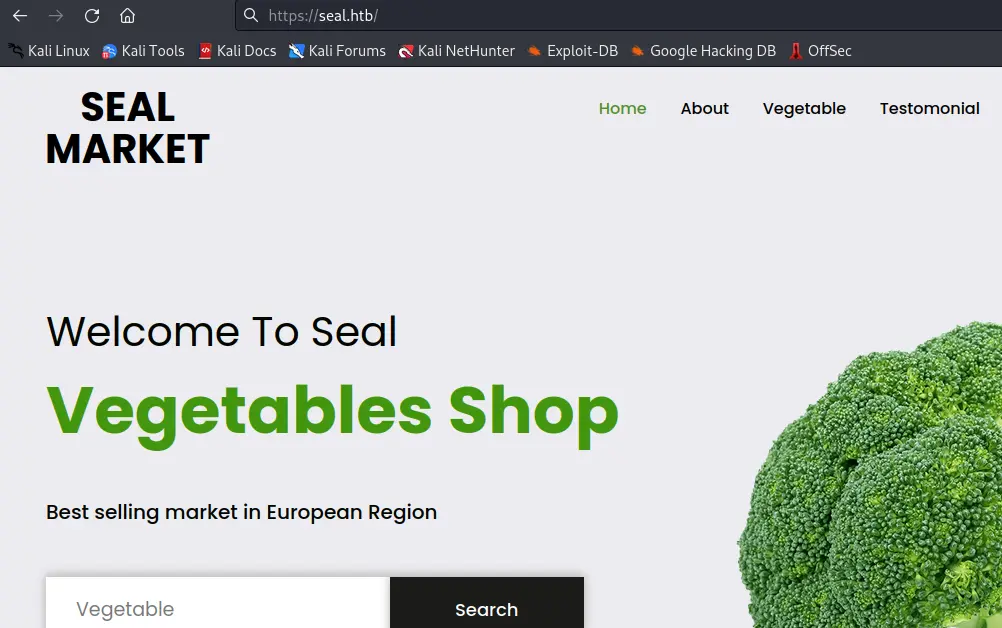 https://seal.htb/
Kali Linux Kali Tools Kali Docs Kali Forums Kali NetHunter Exploit-DB Google Hacking DB OffSec
SEAL
MARKET
Home About Vegetable Testomonial
Welcome To Seal
Vegetables Shop
Best selling market in European Region
Vegetable Search